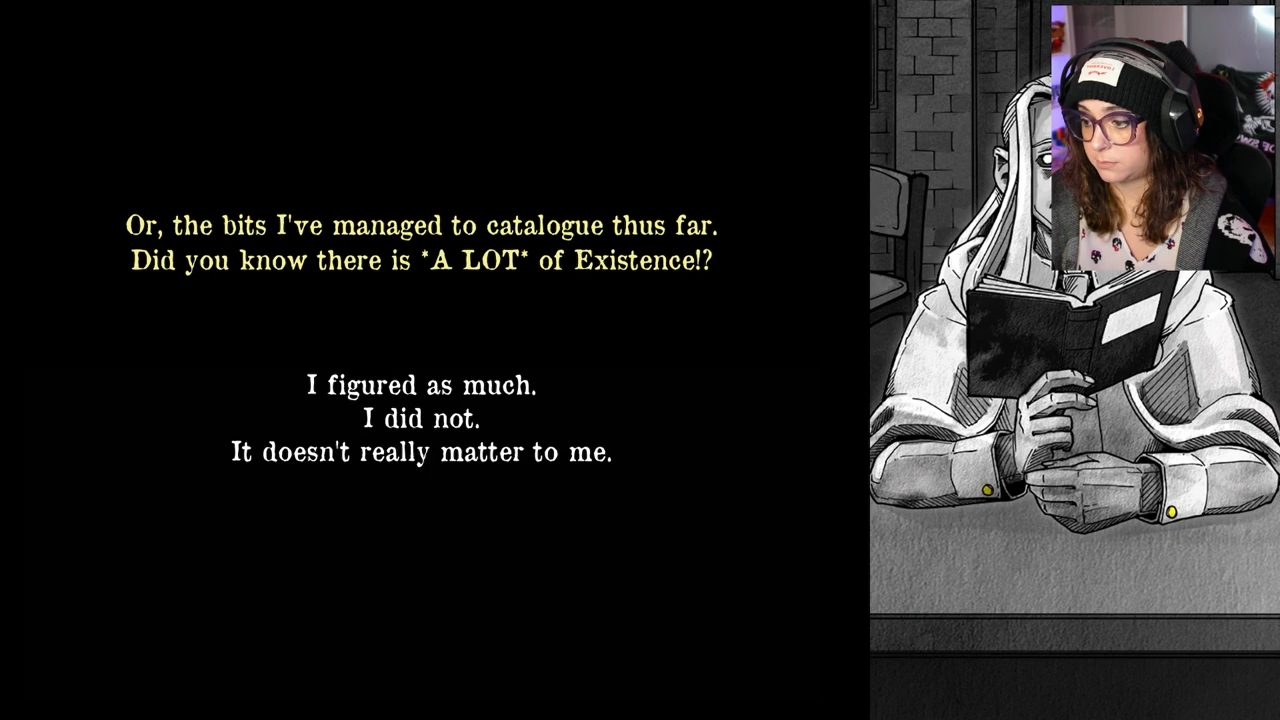 Or, the bits I've managed to catalogue thus far.
Did you know there is *A LOT* of Existence!?
I figured as much.
I did not.
It doesn't really matter to me.